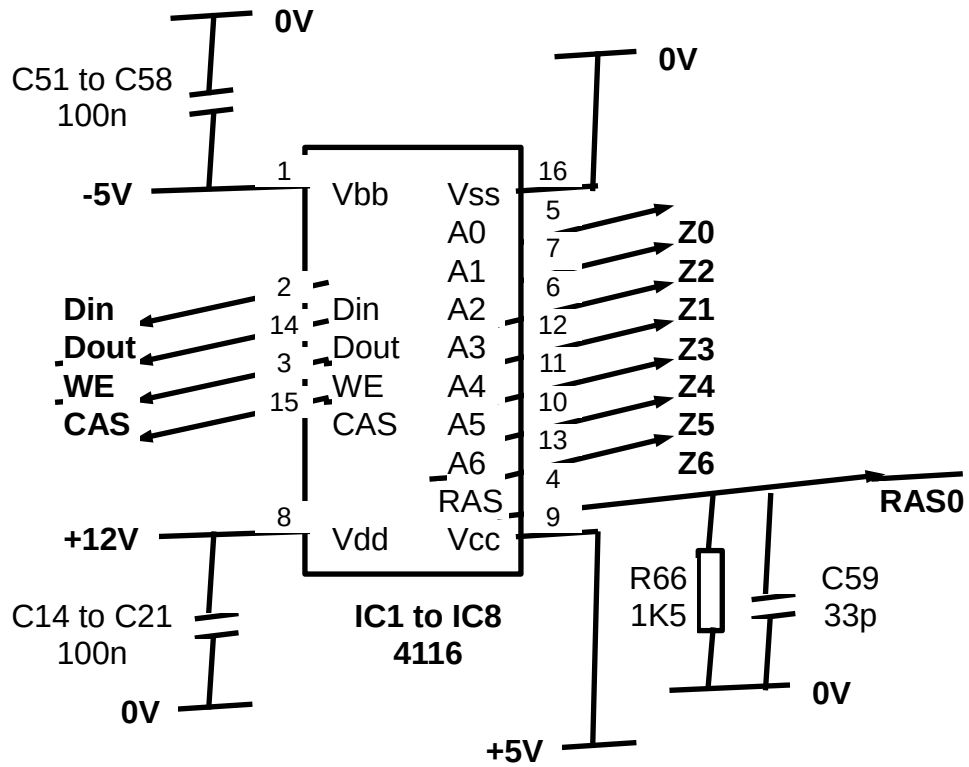 0V
C51 to C58
100n
0V
-5V
1
Vbb
Vss
16
A0
5
Z0
A1
7
Z2
Din
2
Din
A2
6
Z1
Dout
14
Dout
A3
12
Z3
WE
3
WE
A4
11
Z4
CAS
15
CAS
A5
10
Z5
A6
13
Z6
RAS
4
RAS0
+12V
8
Vdd
Vcc
9
C14 to C21
100n
IC1 to IC8
4116
R66
1K5
C59
33p
0V
0V
+5V